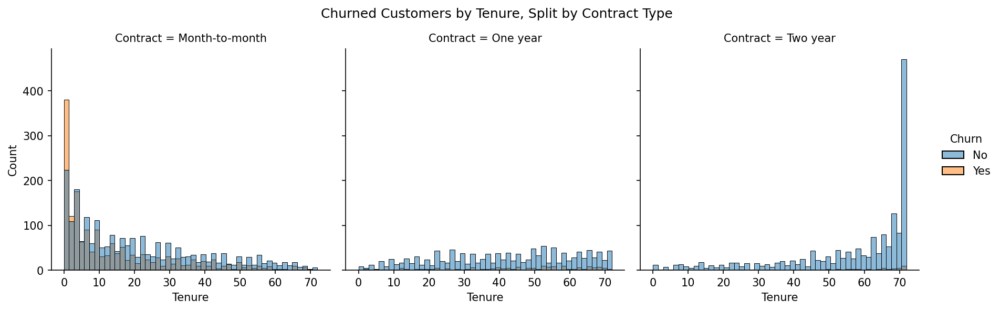 Churned Customers by Tenure, Split by Contract Type
Contract = Month-to-month
Contract = One year
Contract = Two year
Count
400
300
200
100
0
0 10 20 30 40 50 60 70
0 10 20 30 40 50 60 70
0 10 20 30 40 50 60 70
Tenure
Tenure
Tenure
Churn
No
Yes